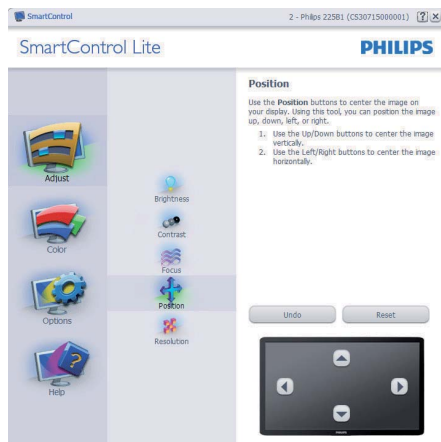 SmartControl
2 - Philips 225B1 (CS30715000001)
SmartControl Lite
PHILIPS
Adjust
Color
Options
Help
Brightness
Contrast
Focus
Position
Resolution
Position
Use the Position buttons to center the image on
your display. Using this tool, you can position the image
up, down, left, or right.
1. Use the Up/Down buttons to center the image
vertically.
2. Use the Left/Right buttons to center the image
horizontally.
Undo
Reset
PHILIPS